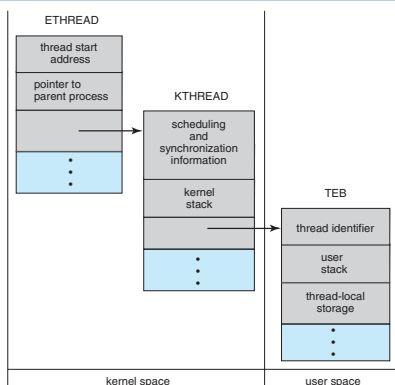 ETHREAD
thread start
address
pointer to
parent process
KTHREAD
scheduling
and
synchronization
information
kernel
stack
TEB
thread identifier
user
stack
thread-local
storage
kernel space
user space